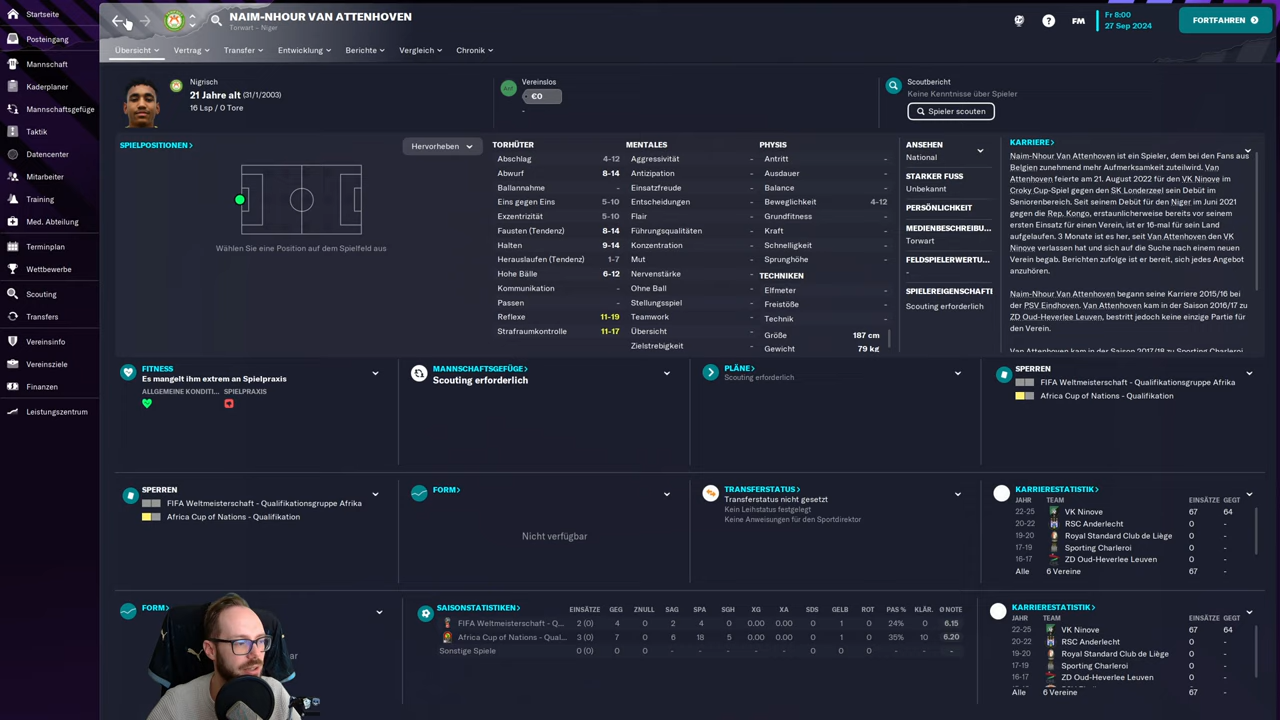 Startseite
Posteingang
Mannschaft
Kaderplaner
Mannschaftsgefüge
Taktik
Datencenter
Mitarbeiter
Training
Med. Abteilung
Terminplan
Wettbewerbe
Scouting
Transfers
Vereinsinfo
Vereinsziele
Finanzen
Leistungszentrum
NAIM-NHOUR VAN ATTENHOVEN
Torwart – Niger
FM
Fr 8:00
27 Sep 2024
FORTFAHREN
Übersicht
Vertrag
Transfer
Entwicklung
Berichte
Vergleich
Chronik
Nigrisch
21 Jahre alt (31/1/2003)
16 Lsp / 0 Tore
Vereinslos
€0
-
Scoutbericht
Keine Kenntnisse über Spieler
Spieler scouten
SPIELPOSITIONEN
Hervorheben
Wählen Sie eine Position auf dem Spielfeld aus
TORHÜTER
Abschlag 4-12
Abwurf 8-14
Ballannahme -
Eins gegen Eins 5-10
Exzentrizität 5-10
Fausten (Tendenz) 8-14
Halten 9-14
Herauslaufen (Tendenz) 1-7
Hohe Bälle 6-12
Kommunikation -
Passen -
Reflexe 11-19
Strafraumkontrolle 11-17
MENTALES
Aggressivität -
Antizipation -
Einsatzfreude -
Entscheidungen -
Flair -
Führungsqualitäten -
Konzentration -
Mut -
Nervenstärke -
Ohne Ball -
Stellungsspiel -
Teamwork -
Übersicht -
Zielstrebigkeit -
PHYSIS
Antritt -
Ausdauer -
Balance -
Beweglichkeit 4-12
Grundfitness -
Kraft -
Schnelligkeit -
Sprunghöhe -
TECHNIKEN
Elfmeter -
Freistöße -
Technik -
Größe 187 cm
Gewicht 79 kg
ANSEHEN
National
STARKER FUSS
Unbekannt
PERSÖNLICHKEIT
MEDIENBESCHREIBU...
Torwart
FELDSPIELERWERTU...
-
SPIELEREIGENSCHAFTI
Scouting erforderlich
KARRIERE
Naim-Nhour Van Attenhoven ist ein Spieler, dem bei den Fans aus
Belgien zunehmend mehr Aufmerksamkeit zuteilwird. Van
Attenhoven feierte am 21. August 2022 für den VK Ninove im
Croky Cup-Spiel gegen den SK Londerzeel sein Debüt im
Seniorenbereich. Seit seinem Debüt für den Niger im Juni 2021
gegen die Rep. Kongo, erstaunlicherweise bereits vor seinem
ersten Einsatz für einen Verein, ist er 16-mal für sein Land
aufgelaufen. 3 Monate ist es her, seit Van Attenhoven den VK
Ninove verlassen hat und sich auf die Suche nach einem neuen
Verein begab. Berichten zufolge ist er bereit, sich jedes Angebot
anzuhören.
Naim-Nhour Van Attenhoven begann seine Karriere 2015/16 bei
der PSV Eindhoven. Van Attenhoven kam in der Saison 2016/17 zu
ZD Oud-Heverlee Leuven, bestritt jedoch keine einzige Partie für
den Verein.
Van Attenhoven kam in der Saison 2017/18 zu Sporting Charleroi,
FITNESS
Es mangelt ihm extrem an Spielpraxis
ALLGEMEINE KONDITI... SPIELPRAXIS
MANNSCHAFTSGEFÜGE
Scouting erforderlich
PLÄNE
Scouting erforderlich
SPERREN
FIFA Weltmeisterschaft - Qualifikationsgruppe Afrika
Africa Cup of Nations - Qualifikation
SPERREN
FIFA Weltmeisterschaft - Qualifikationsgruppe Afrika
Africa Cup of Nations - Qualifikation
FORM
Nicht verfügbar
TRANSFERSTATUS
Transferstatus nicht gesetzt
Kein Leihstatus festgelegt
Keine Anweisungen für den Sportdirektor
KARRIERESTATISTIK
JAHR TEAM EINSÄTZE GEGT
22-25 VK Ninove 67 64
20-22 RSC Anderlecht 0 -
19-20 Royal Standard Club de Liège 0 -
17-19 Sporting Charleroi 0 -
16-17 ZD Oud-Heverlee Leuven 0 -
Alle 6 Vereine 67
FORM
SAISONSTATISTIKEN
EINSÄTZE GEG ZNULL SAG SPA SGH XG XA SDS GELB ROT PAS % KLÄR. Ø NOTE
FIFA Weltmeisterschaft - Q... 2 (0) 4 0 2 4 0 0.00 0.00 0 1 0 24% 0 6.15
Africa Cup of Nations - Qual... 3 (0) 7 0 6 18 5 0.00 0.00 0 1 0 35% 10 6.20
Sonstige Spiele 0 (0) 0 0 0 0 0 0.00 0.00 0 0 0 - 0 -
KARRIERESTATISTIK
JAHR TEAM EINSÄTZE GEGT
22-25 VK Ninove 67 64
20-22 RSC Anderlecht 0 -
19-20 Royal Standard Club de Liège 0 -
17-19 Sporting Charleroi 0 -
16-17 ZD Oud-Heverlee Leuven 0 -
Alle 6 Vereine 67